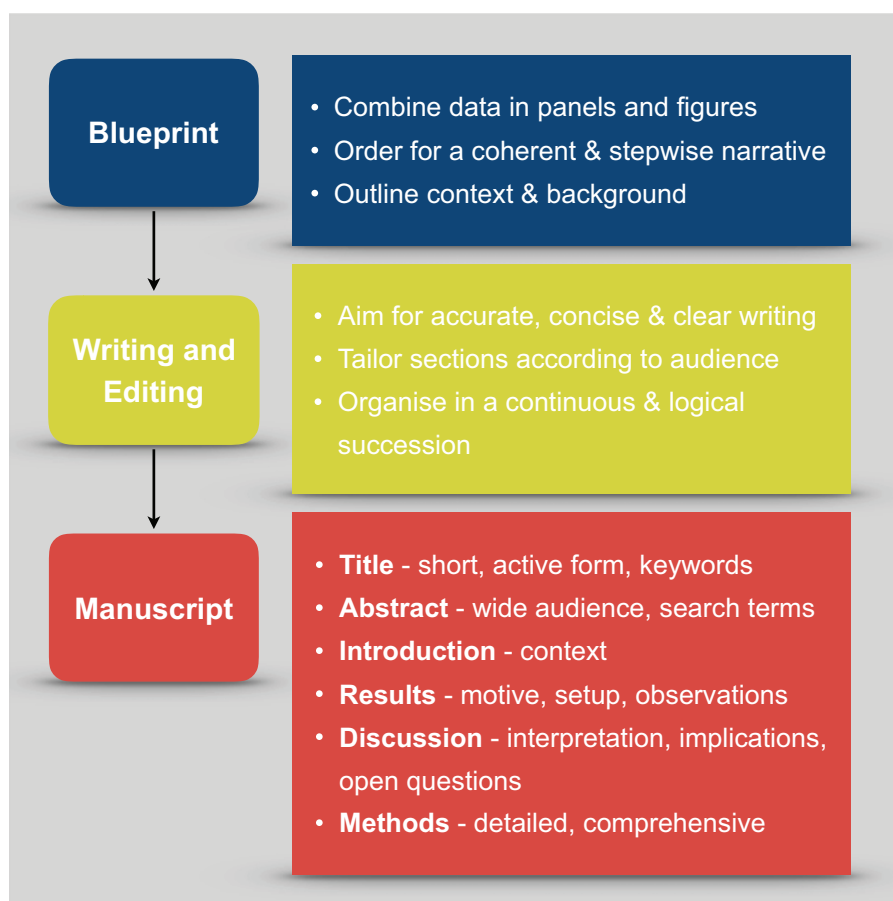 Blueprint
• Combine data in panels and figures
• Order for a coherent & stepwise narrative
• Outline context & background
Writing and
Editing
• Aim for accurate, concise & clear writing
• Tailor sections according to audience
• Organise in a continuous & logical
succession
Manuscript
• Title - short, active form, keywords
• Abstract - wide audience, search terms
• Introduction - context
• Results - motive, setup, observations
• Discussion - interpretation, implications,
open questions
• Methods - detailed, comprehensive